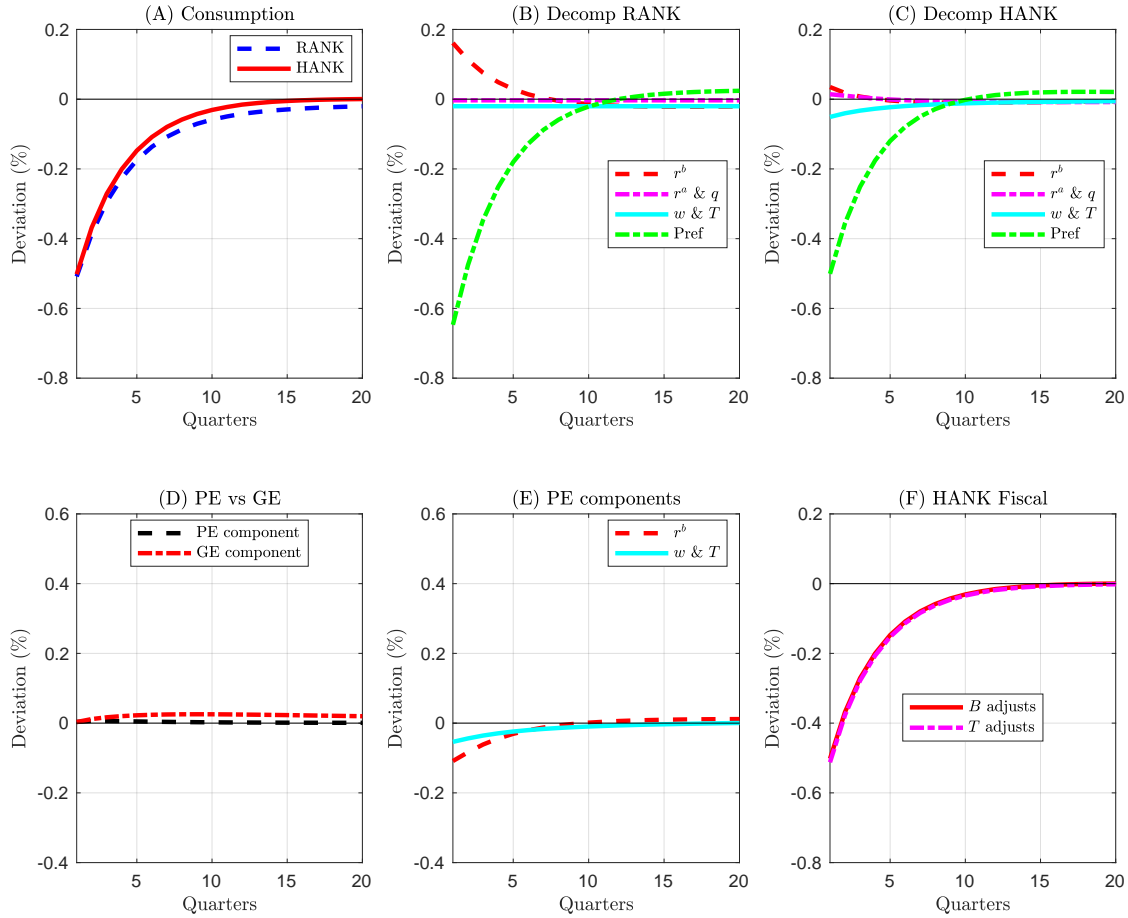 (A) Consumption
0.2
0
-0.2
-0.4
-0.6
-0.8
Deviation (%)
RANK
HANK
5
10
15
20
Quarters
(B) Decomp RANK
0.2
0
-0.2
-0.4
-0.6
-0.8
Deviation (%)
r^b
r^a & q
w & T
Pref
5
10
15
20
Quarters
(C) Decomp HANK
0.2
0
-0.2
-0.4
-0.6
-0.8
Deviation (%)
r^b
r^a & q
w & T
Pref
5
10
15
20
Quarters
(D) PE vs GE
0.6
0.4
0.2
0
-0.2
-0.4
Deviation (%)
PE component
GE component
5
10
15
20
Quarters
(E) PE components
0.6
0.4
0.2
0
-0.2
-0.4
Deviation (%)
r^b
w & T
5
10
15
20
Quarters
(F) HANK Fiscal
0.2
0
-0.2
-0.4
-0.6
-0.8
Deviation (%)
B adjusts
T adjusts
5
10
15
20
Quarters